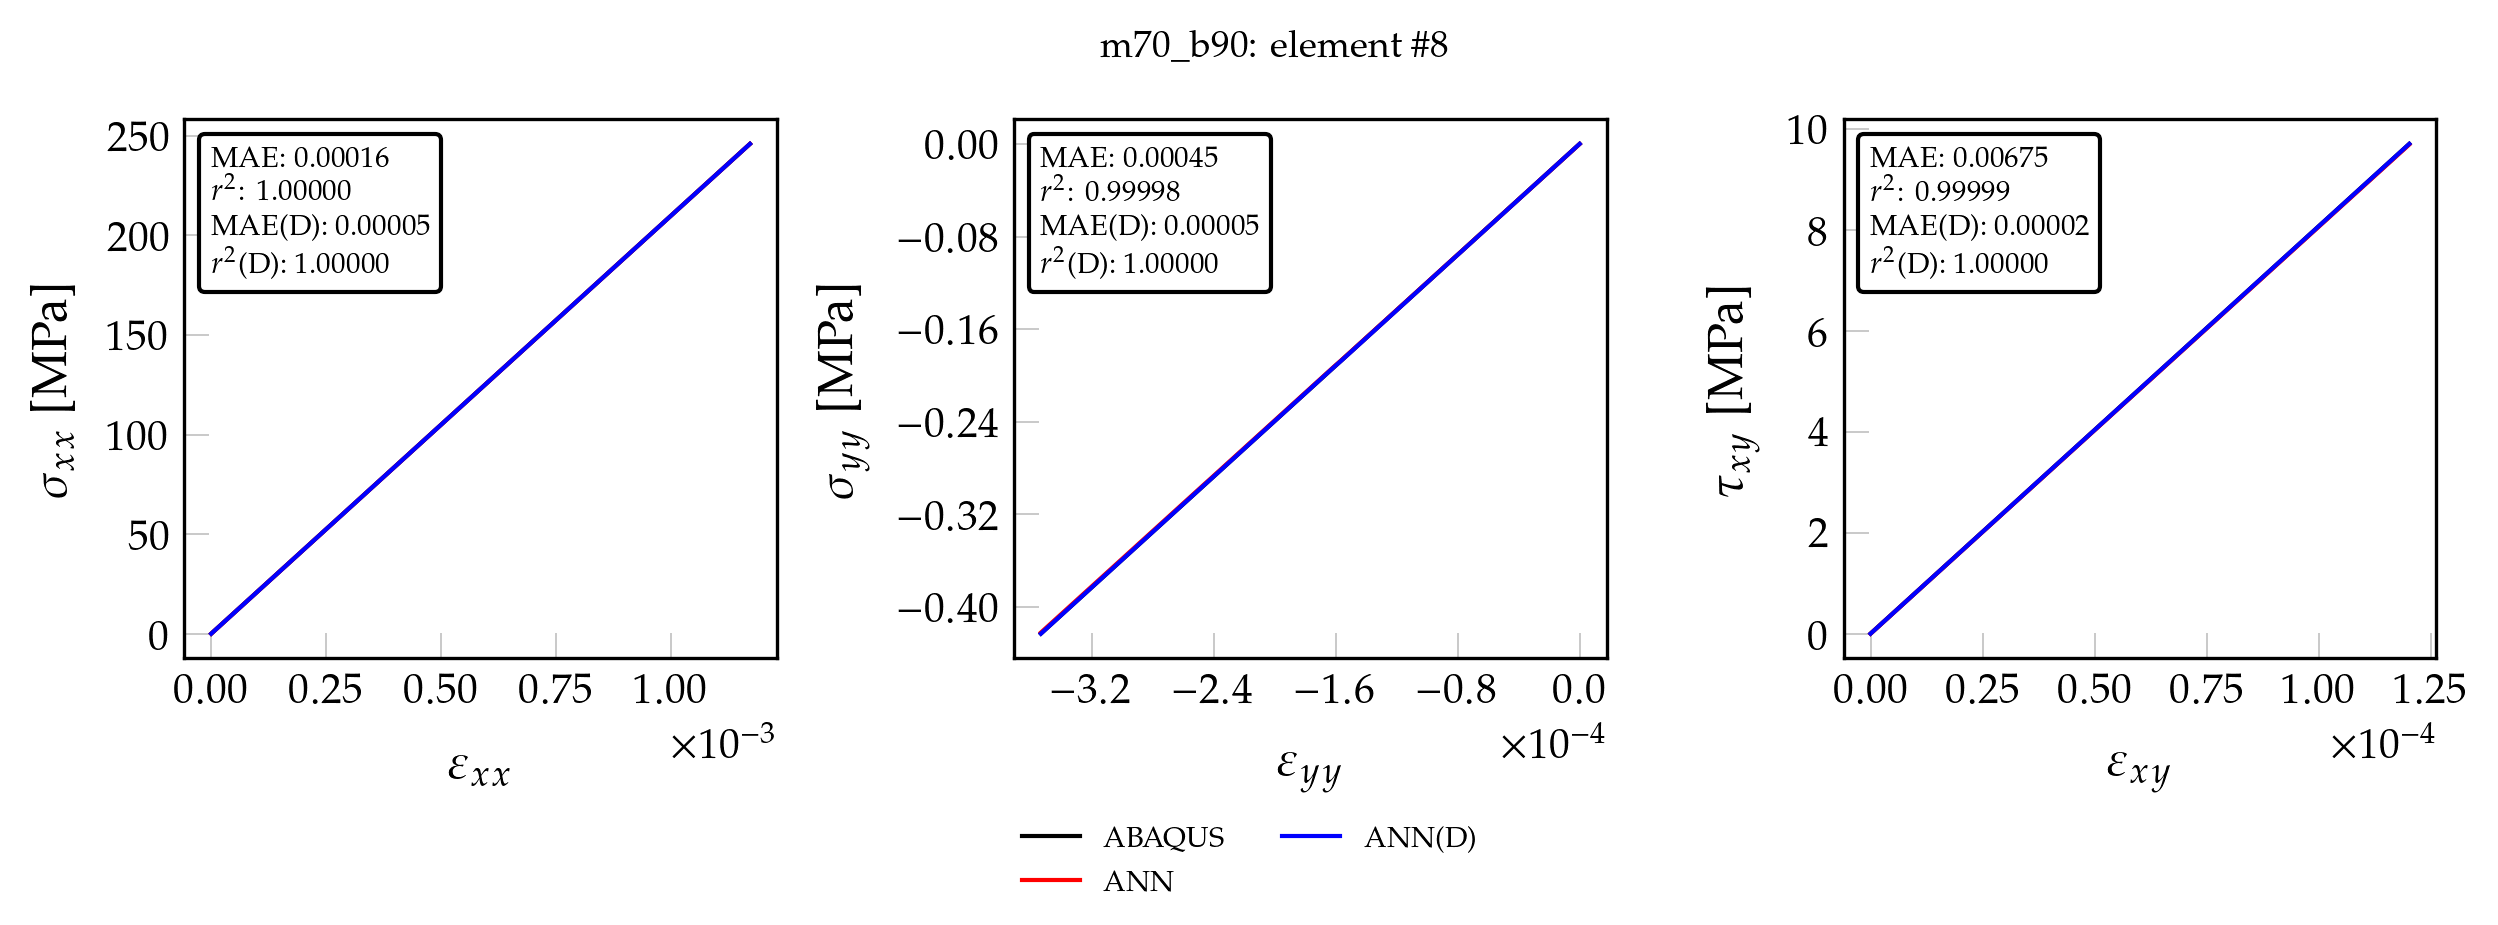 m70_b90: element #8
250
200
150
100
50
0
σxx [MPa]
MAE: 0.00016
r²: 1.00000
MAE(D): 0.00005
r²(D): 1.00000
0.00 0.25 0.50 0.75 1.00
×10⁻³
εxx
0.00
−0.08
−0.16
−0.24
−0.32
−0.40
σyy [MPa]
MAE: 0.00045
r²: 0.99998
MAE(D): 0.00005
r²(D): 1.00000
−3.2 −2.4 −1.6 −0.8 0.0
×10⁻⁴
εyy
10
8
6
4
2
0
τxy [MPa]
MAE: 0.00675
r²: 0.99999
MAE(D): 0.00002
r²(D): 1.00000
0.00 0.25 0.50 0.75 1.00 1.25
×10⁻⁴
εxy
ABAQUS
ANN
ANN(D)